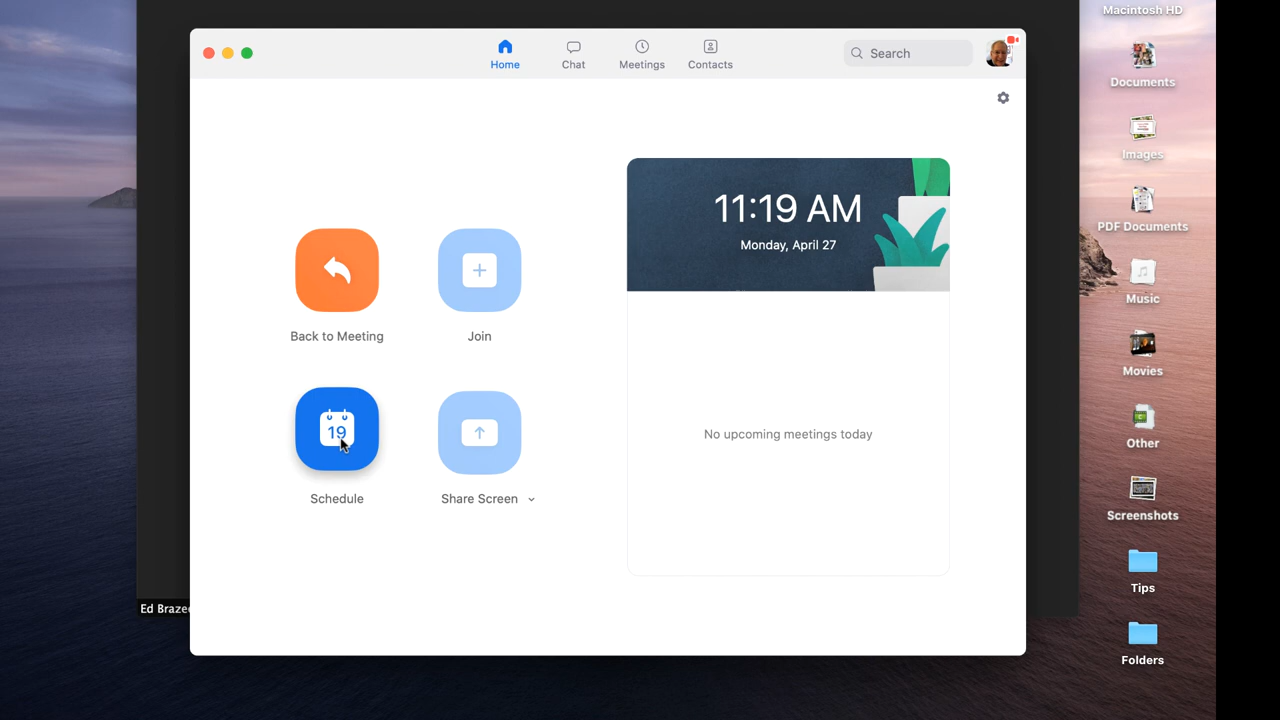 Macintosh HD
Home
Chat
Meetings
Contacts
Search
Documents
11:19 AM
Monday, April 27
Images
PDF Documents
Back to Meeting
Join
Music
Movies
19
No upcoming meetings today
Other
Schedule
Share Screen
Screenshots
Tips
Ed Braze
Folders